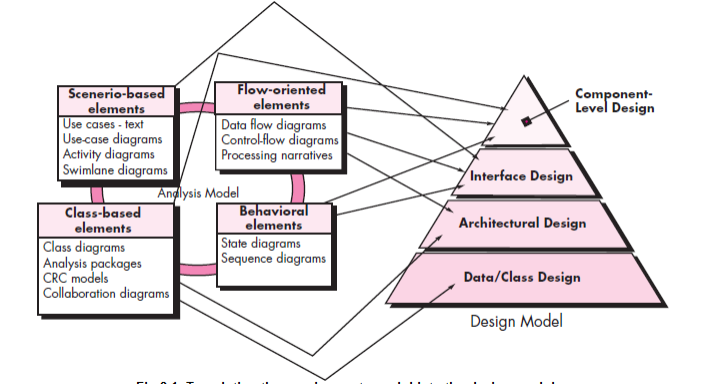 Scenerio-based
elements
Use cases - text
Use-case diagrams
Activity diagrams
Swimlane diagrams
Flow-oriented
elements
Data flow diagrams
Control-flow diagrams
Processing narratives
Analysis Model
Class-based
elements
Class diagrams
Analysis packages
CRC models
Collaboration diagrams
Behavioral
elements
State diagrams
Sequence diagrams
Component-
Level Design
Interface Design
Architectural Design
Data/Class Design
Design Model